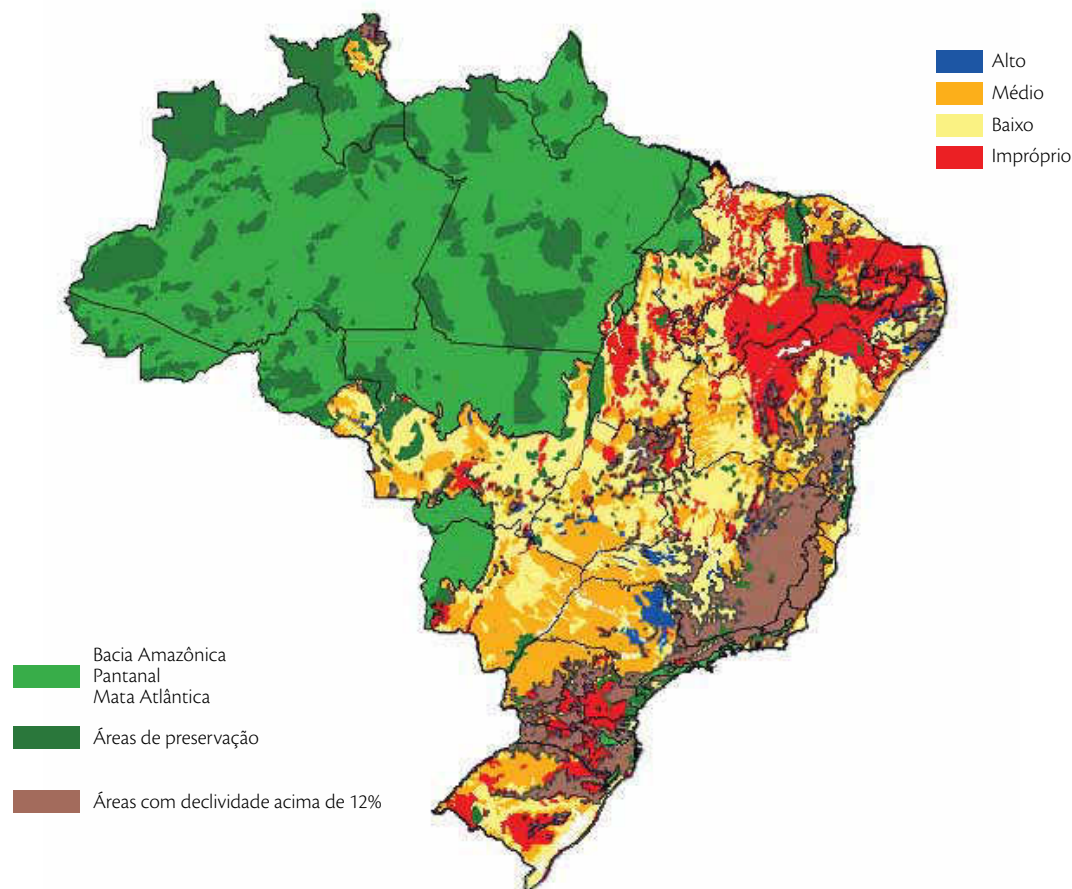 Alto
Médio
Baixo
Impróprio
Bacia Amazônica
Pantanal
Mata Atlântica
Áreas de preservação
Áreas com declividade acima de 12%